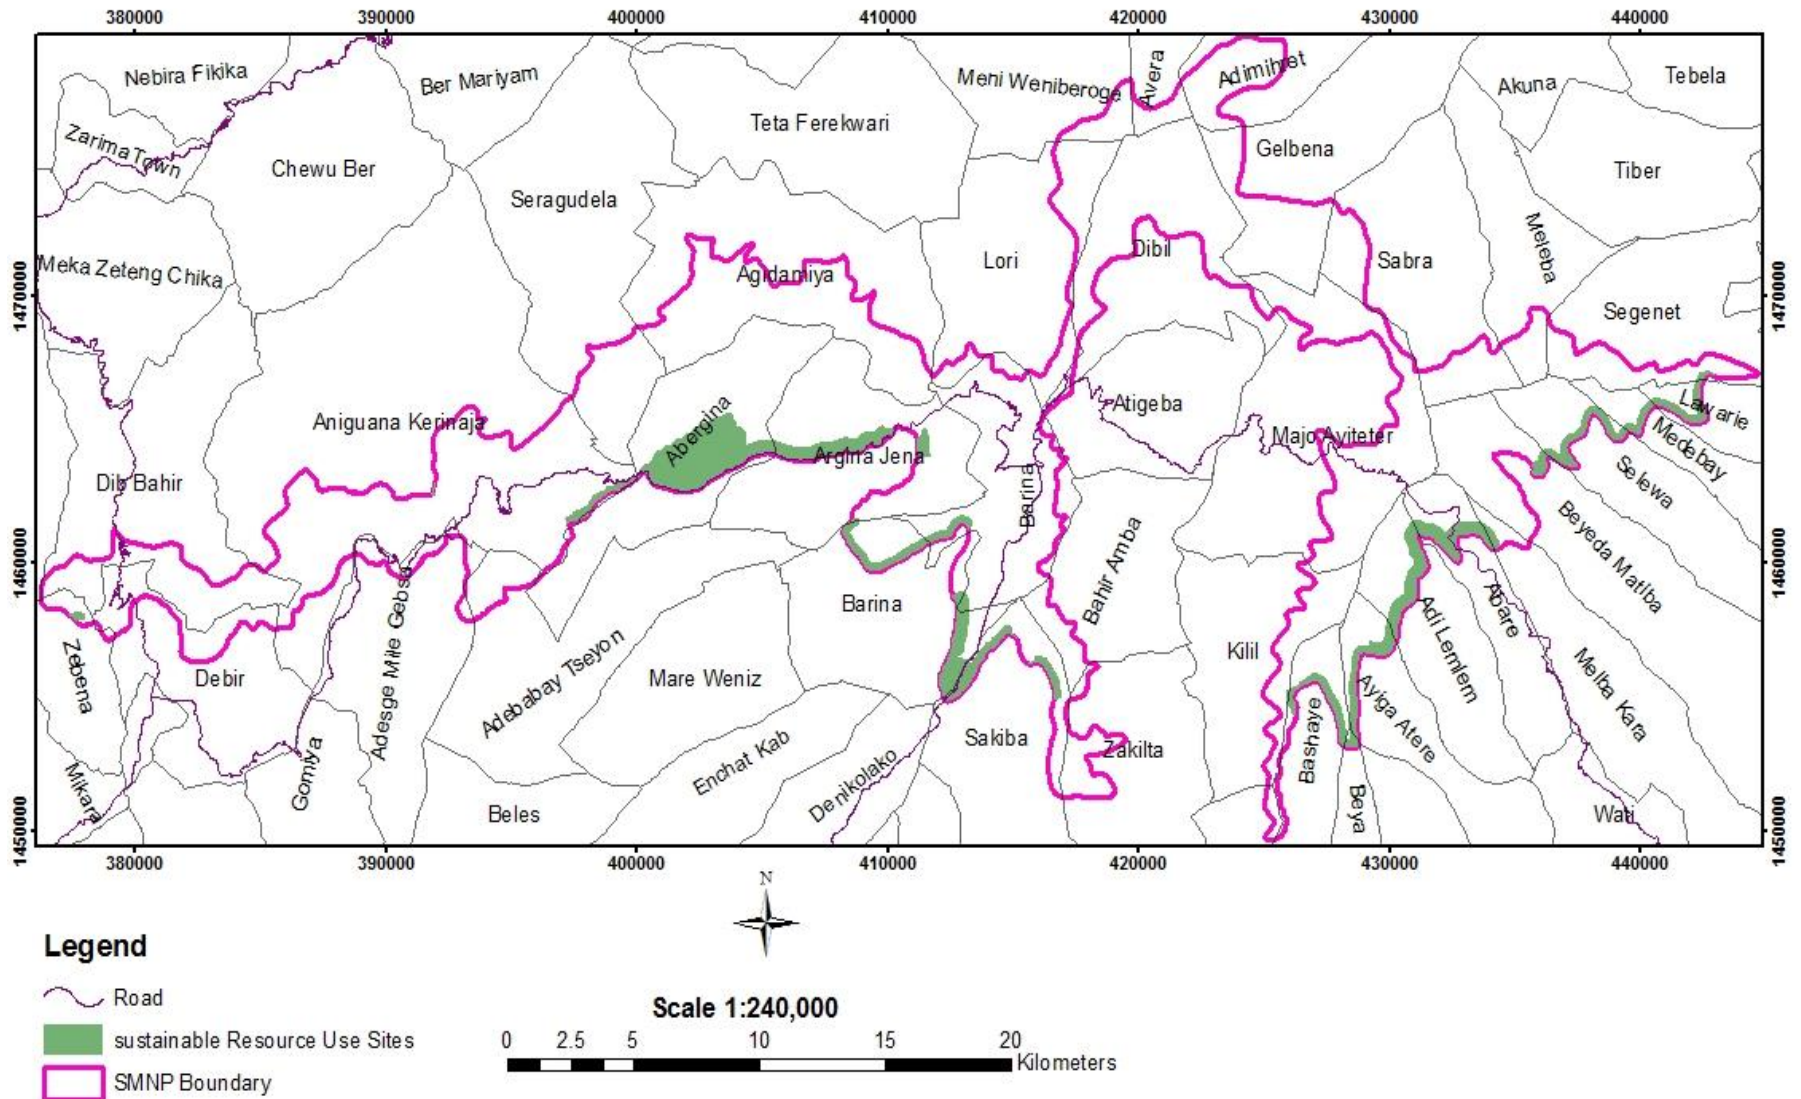 380000 390000 400000 410000 420000 430000 440000
Nebira Fikika
Ber Mariyam
Meni Weniberoge
Avera
Adimihret
Akuna
Tebela
Zarima Town
Chewu Ber
Teta Ferekwari
Gelbena
Tiber
Seragudela
Meleba
Meka Zeteng Chika
Agidamiya
Lori
Dibil
Sabra
Segenet
1470000
1470000
Aniguana Kerinaja
Abergina
Argina Jena
Atigeba
Majo Ayiteter
Lawarie
Medebay
Selewa
Dib Bahir
Barina
Beyeda Matiba
1460000
1460000
Bahir Amba
Barina
Abare
Adi Lemlem
Zebena
Debir
Adesge Mile Gebsa
Adebabay Tseyon
Mare Weniz
Kilil
Melba Kara
Ayiga Atere
Bashaye
Sakiba
Zakilta
Mikara
Gomiya
Enchat Kab
Denikolako
Beles
Beya
Wati
1450000
1450000
380000 390000 400000 410000 420000 430000 440000
N
Legend
Road
sustainable Resource Use Sites
SMNP Boundary
Scale 1:240,000
0 2.5 5 10 15 20
Kilometers